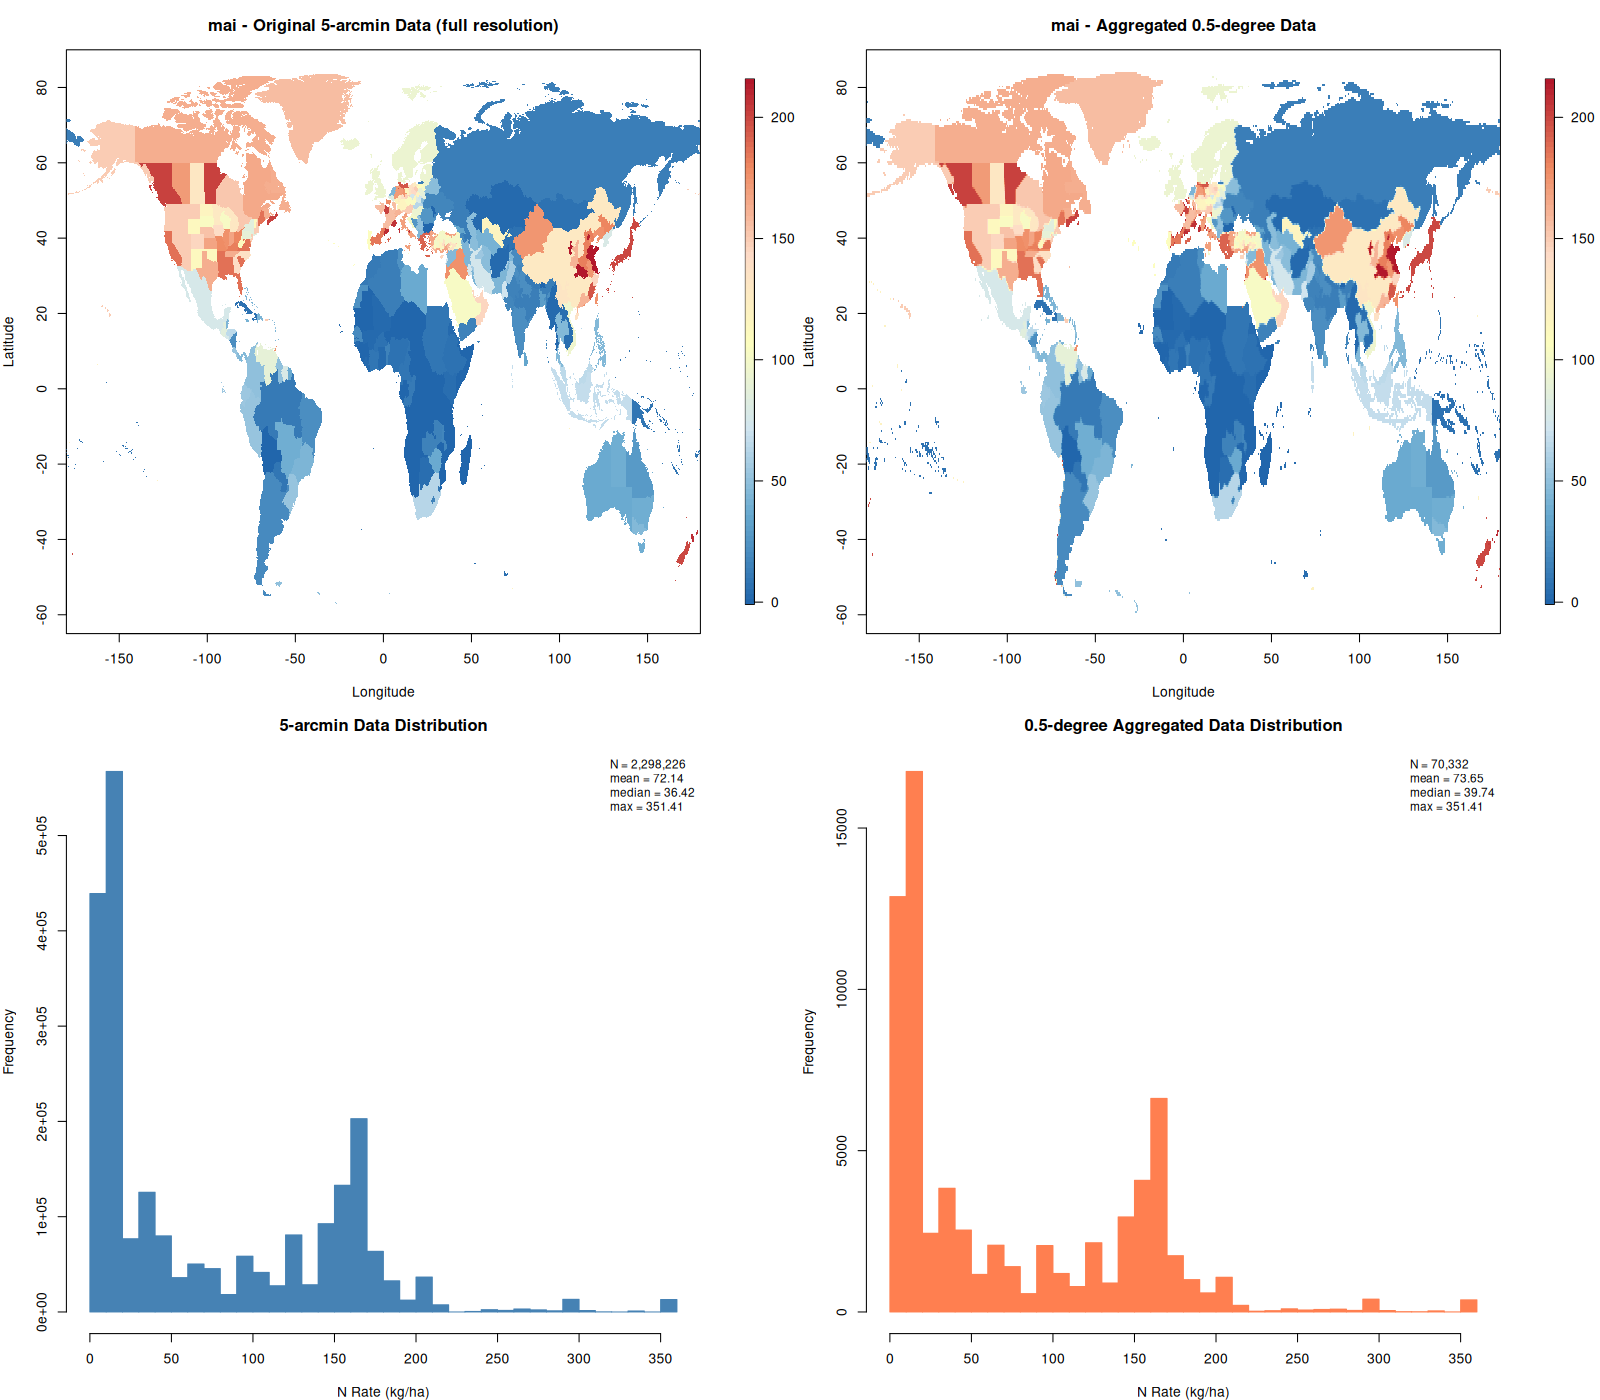 mai - Original 5-arcmin Data (full resolution)
80
60
40
20
0
-20
-40
-60
Latitude
-150
-100
-50
0
50
100
150
Longitude
200
150
100
50
0
mai - Aggregated 0.5-degree Data
80
60
40
20
0
-20
-40
-60
Latitude
-150
-100
-50
0
50
100
150
Longitude
200
150
100
50
0
5-arcmin Data Distribution
N = 2,298,226
mean = 72.14
median = 36.42
max = 351.41
5e+05
4e+05
3e+05
2e+05
1e+05
0e+00
Frequency
0
50
100
150
200
250
300
350
N Rate (kg/ha)
0.5-degree Aggregated Data Distribution
N = 70,332
mean = 73.65
median = 39.74
max = 351.41
15000
10000
5000
0
Frequency
0
50
100
150
200
250
300
350
N Rate (kg/ha)